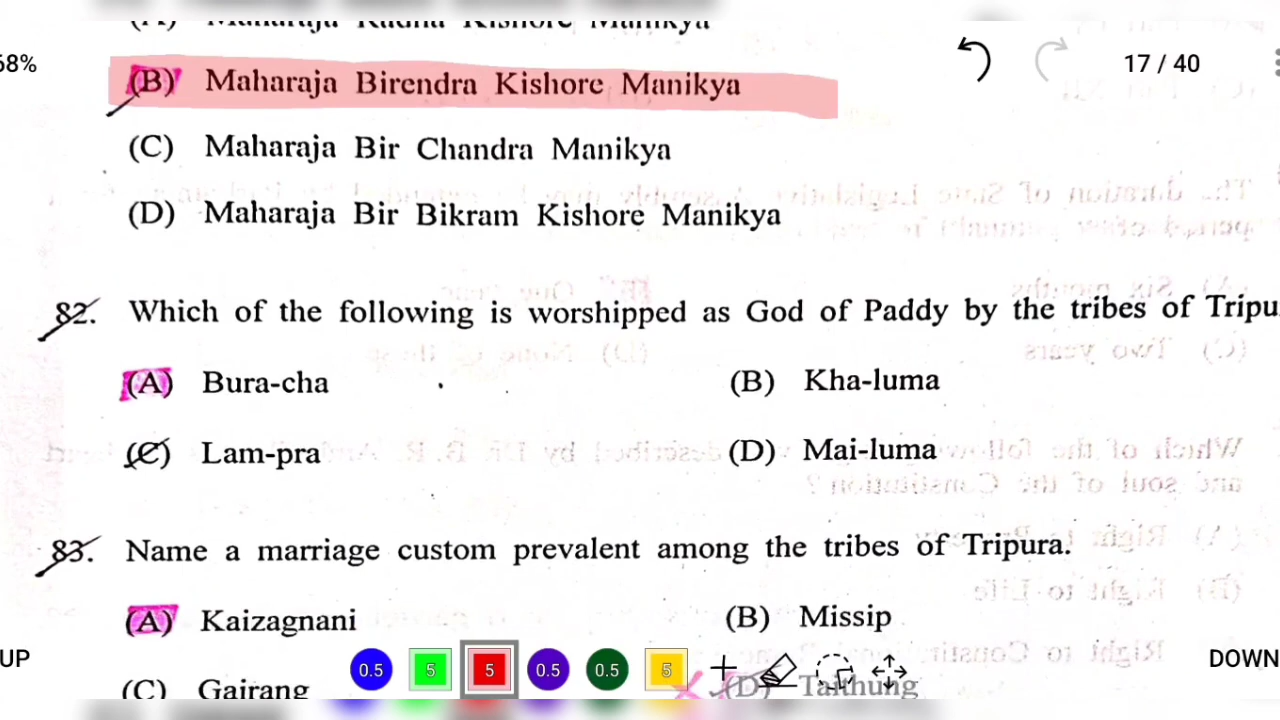 68%
17 / 40
(B) Maharaja Birendra Kishore Manikya
(C) Maharaja Bir Chandra Manikya
(D) Maharaja Bir Bikram Kishore Manikya
82. Which of the following is worshipped as God of Paddy by the tribes of Tripu
(A) Bura-cha (B) Kha-luma
(C) Lam-pra (D) Mai-luma
83. Name a marriage custom prevalent among the tribes of Tripura.
(A) Kaizagnani (B) Missip
UP 0.5 5 5 0.5 0.5 5 DOWN
(C) Gairang (D) Taithung